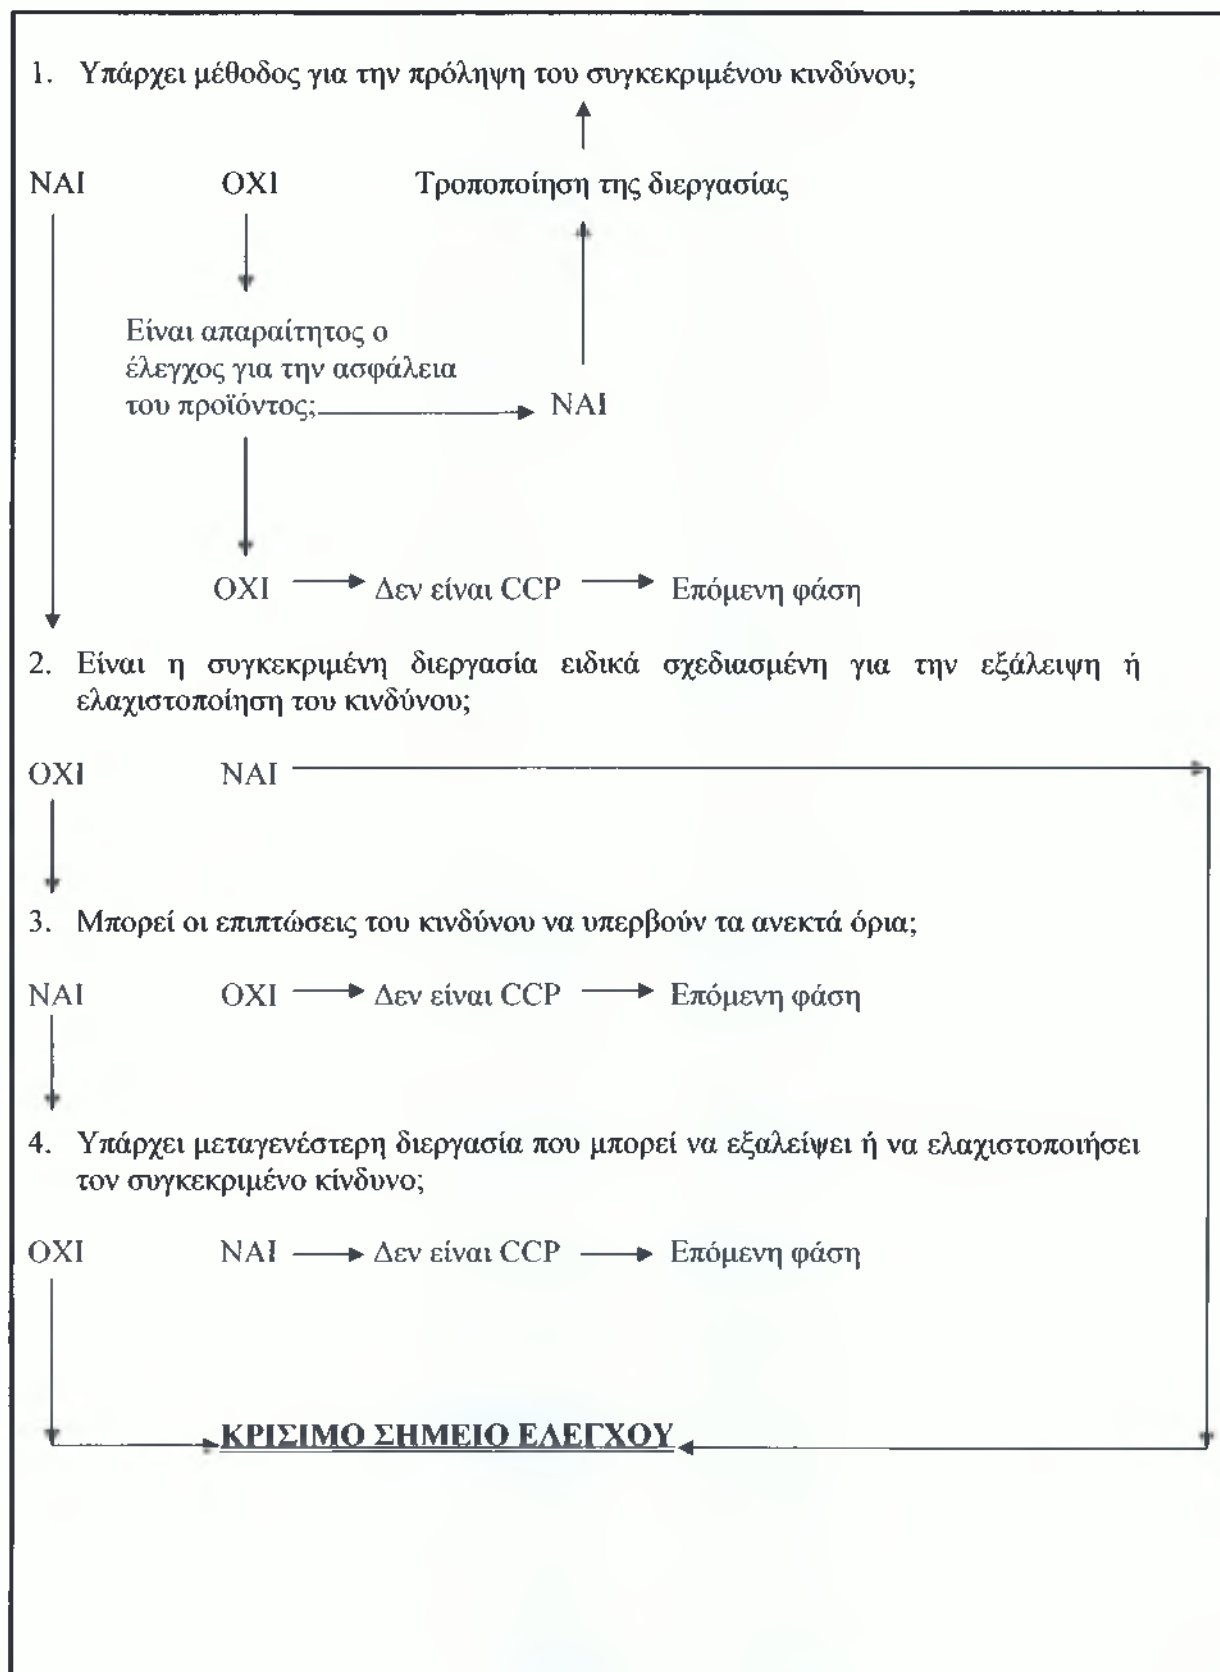 1. Υπάρχει μέθοδος για την πρόληψη του συγκεκριμένου κινδύνου;
ΝΑΙ ΟΧΙ Τροποποίηση της διεργασίας
Είναι απαραίτητος ο
έλεγχος για την ασφάλεια
του προϊόντος; ΝΑΙ
ΟΧΙ Δεν είναι CCP Επόμενη φάση
2. Είναι η συγκεκριμένη διεργασία ειδικά σχεδιασμένη για την εξάλειψη ή
ελαχιστοποίηση του κινδύνου;
ΟΧΙ ΝΑΙ
3. Μπορεί οι επιπτώσεις του κινδύνου να υπερβούν τα ανεκτά όρια;
ΝΑΙ ΟΧΙ Δεν είναι CCP Επόμενη φάση
4. Υπάρχει μεταγενέστερη διεργασία που μπορεί να εξαλείψει ή να ελαχιστοποιήσει
τον συγκεκριμένο κίνδυνο;
ΟΧΙ ΝΑΙ Δεν είναι CCP Επόμενη φάση
ΚΡΙΣΙΜΟ ΣΗΜΕΙΟ ΕΛΕΓΧΟΥ